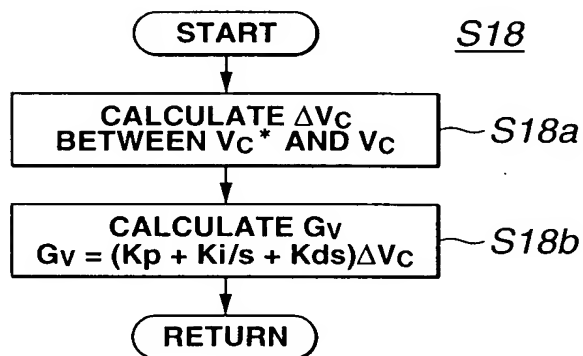 START
S18
CALCULATE ΔVC
BETWEEN VC* AND VC
S18a
CALCULATE GV
GV = (Kp + Ki/s + Kds)ΔVC
S18b
RETURN